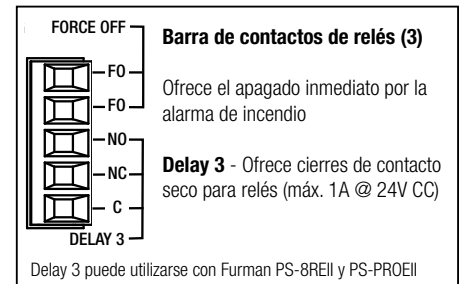 FORCE OFF
FO
FO
NO
NC
C
DELAY 3
Barra de contactos de relés (3)
Ofrece el apagado inmediato por la
alarma de incendio
Delay 3 - Ofrece cierres de contacto
seco para relés (máx. 1A @ 24V CC)
Delay 3 puede utilizarse con Furman PS-8REII y PS-PROEII